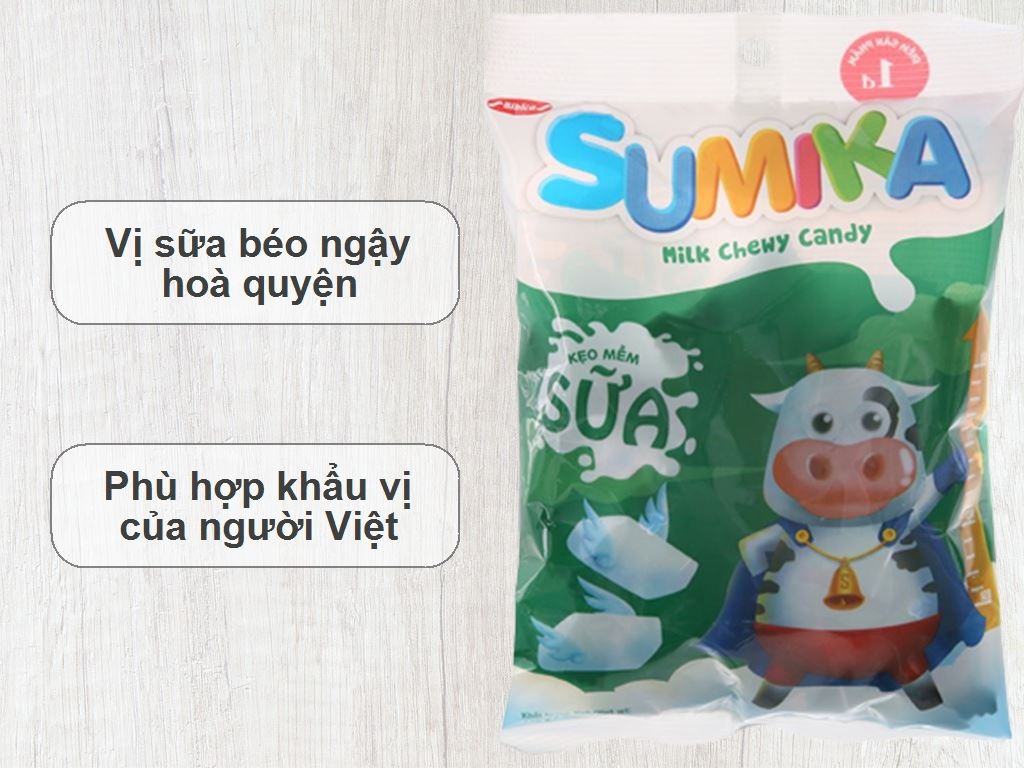 Vị sữa béo ngậy
hoà quyện
Phù hợp khẩu vị
của người Việt
Bibica
SUMIKA
Milk Chewy Candy
KẸO MỀM
SỮA
S